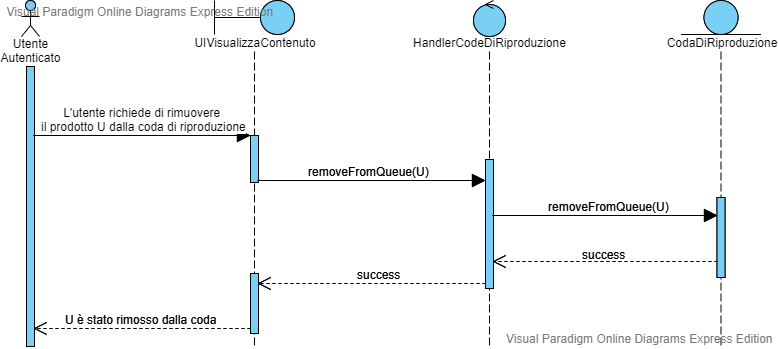 Visual Paradigm Online Diagrams Express Edition
Utente
Autenticato
UIVisualizzaContenuto
HandlerCodeDiRiproduzione
CodaDiRiproduzione
L'utente richiede di rimuovere
il prodotto U dalla coda di riproduzione
removeFromQueue(U)
removeFromQueue(U)
success
success
U è stato rimosso dalla coda
Visual Paradigm Online Diagrams Express Edition